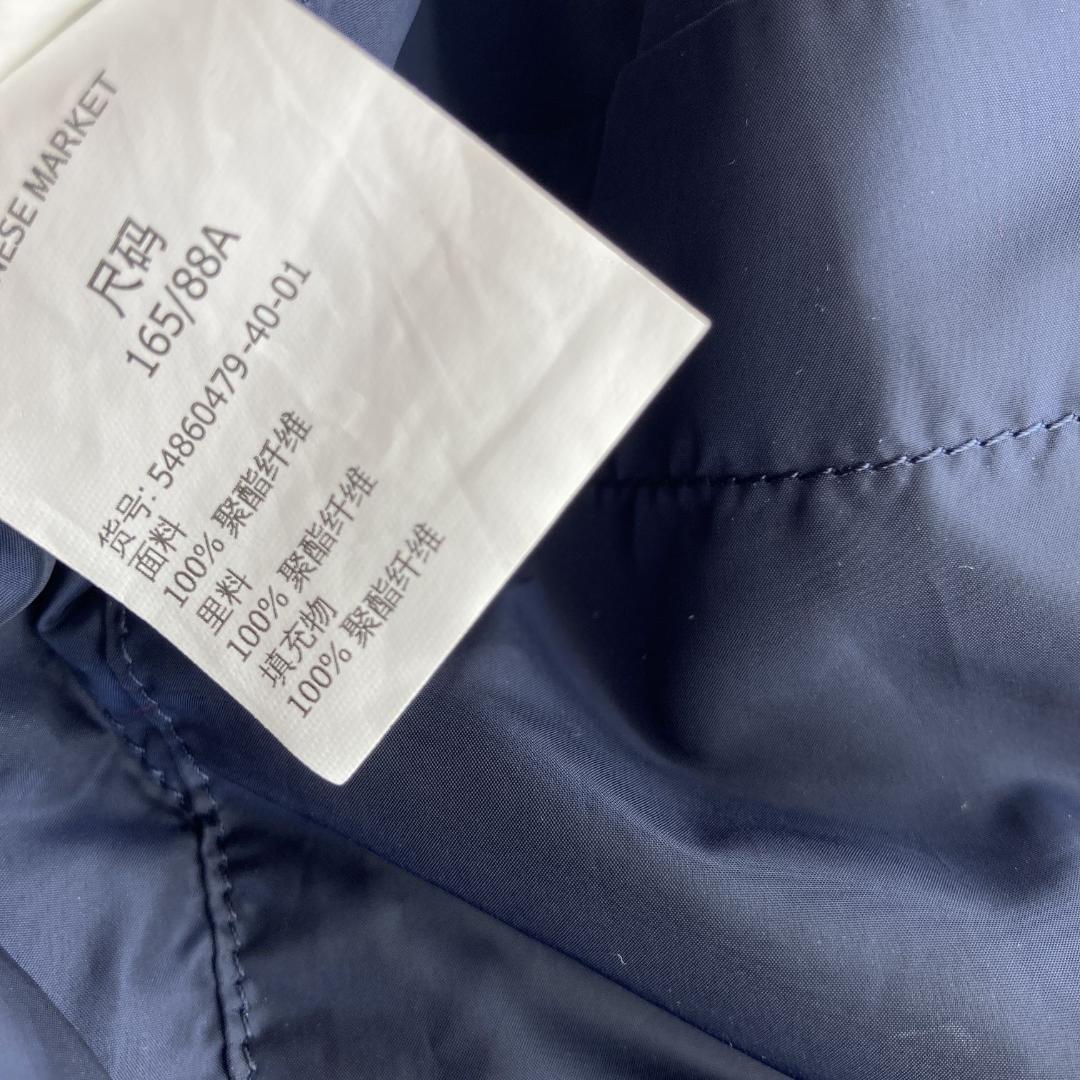 NESE MARKET
尺码
165/88A
货号: 54860479-40-01
面料
100% 聚酯纤维
里料
100% 聚酯纤维
填充物
100% 聚酯纤维